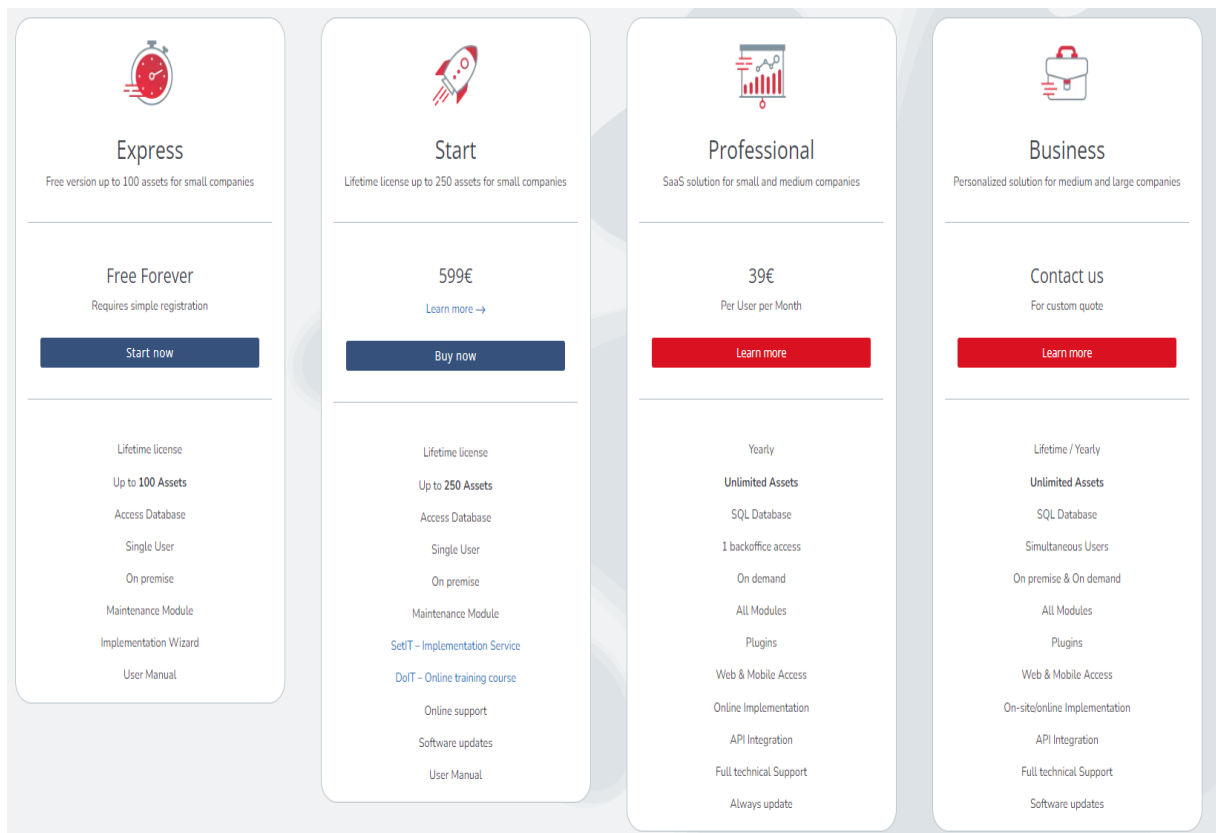 Express
Free version up to 100 assets for small companies
Free Forever
Requires simple registration
Start now
Lifetime license
Up to 100 Assets
Access Database
Single User
On premise
Maintenance Module
Implementation Wizard
User Manual
Start
Lifetime license up to 250 assets for small companies
599€
Learn more →
Buy now
Lifetime license
Up to 250 Assets
Access Database
Single User
On premise
Maintenance Module
SetIT – Implementation Service
DoIT – Online training course
Online support
Software updates
User Manual
Professional
SaaS solution for small and medium companies
39€
Per User per Month
Learn more
Yearly
Unlimited Assets
SQL Database
1 backoffice access
On demand
All Modules
Plugins
Web & Mobile Access
Online Implementation
API Integration
Full technical Support
Always update
Business
Personalized solution for medium and large companies
Contact us
For custom quote
Learn more
Lifetime / Yearly
Unlimited Assets
SQL Database
Simultaneous Users
On premise & On demand
All Modules
Plugins
Web & Mobile Access
On-site/online Implementation
API Integration
Full technical Support
Software updates